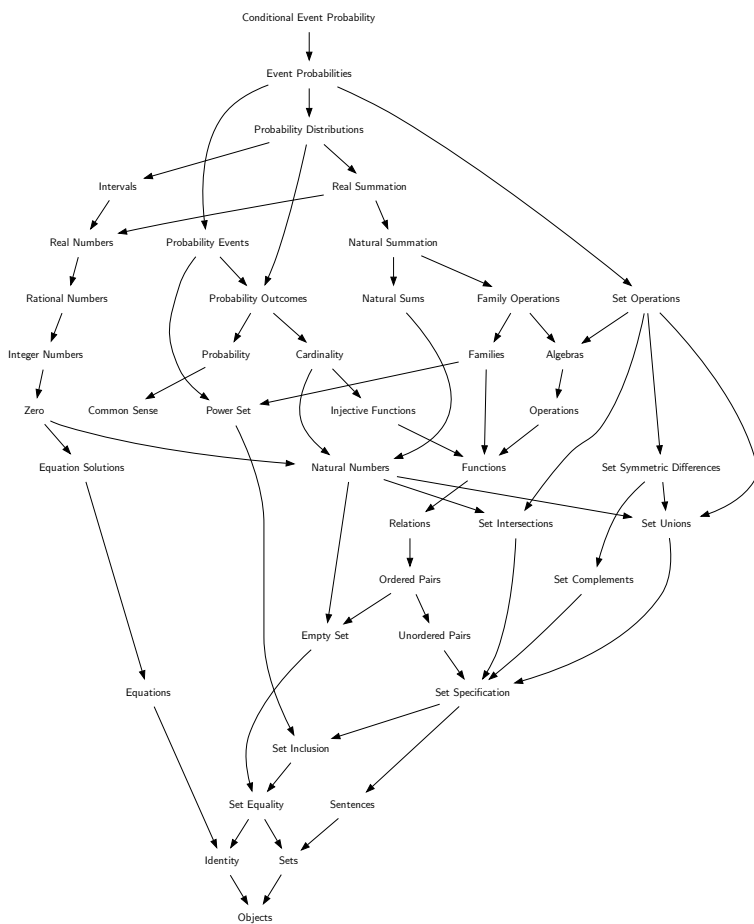 Conditional Event Probability
Event Probabilities
Probability Distributions
Intervals
Real Summation
Real Numbers
Probability Events
Natural Summation
Rational Numbers
Probability Outcomes
Natural Sums
Family Operations
Set Operations
Integer Numbers
Probability
Cardinality
Families
Algebras
Zero
Common Sense
Power Set
Injective Functions
Operations
Equation Solutions
Natural Numbers
Functions
Set Symmetric Differences
Relations
Set Intersections
Set Unions
Ordered Pairs
Set Complements
Empty Set
Unordered Pairs
Equations
Set Specification
Set Inclusion
Set Equality
Sentences
Identity
Sets
Objects